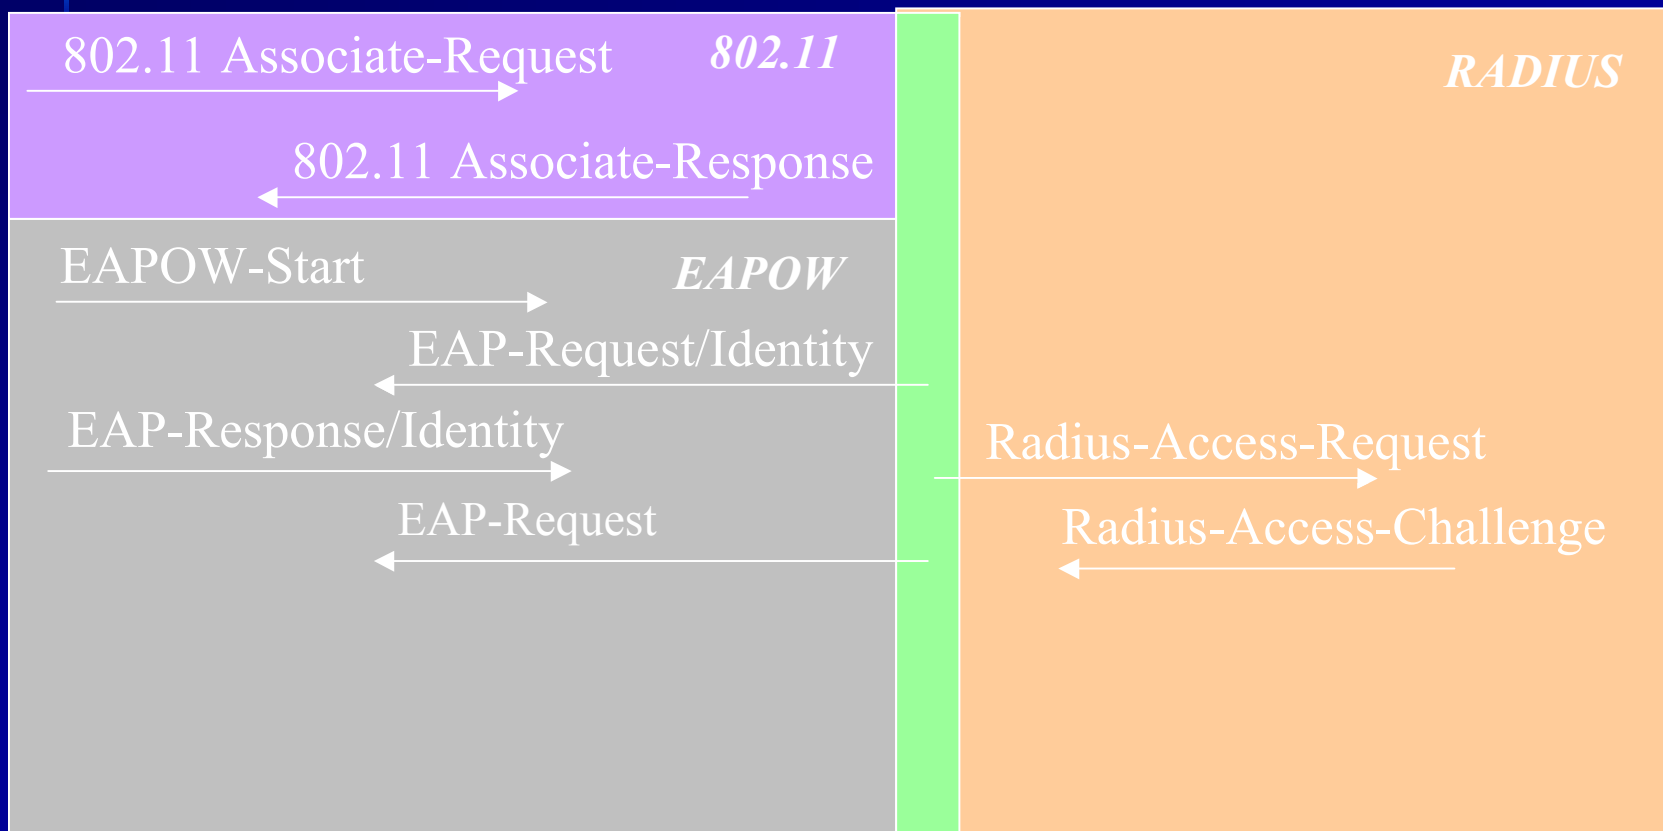 802.11 Associate-Request
802.11
RADIUS
802.11 Associate-Response
EAPOW-Start
EAPOW
EAP-Request/Identity
EAP-Response/Identity
Radius-Access-Request
EAP-Request
Radius-Access-Challenge